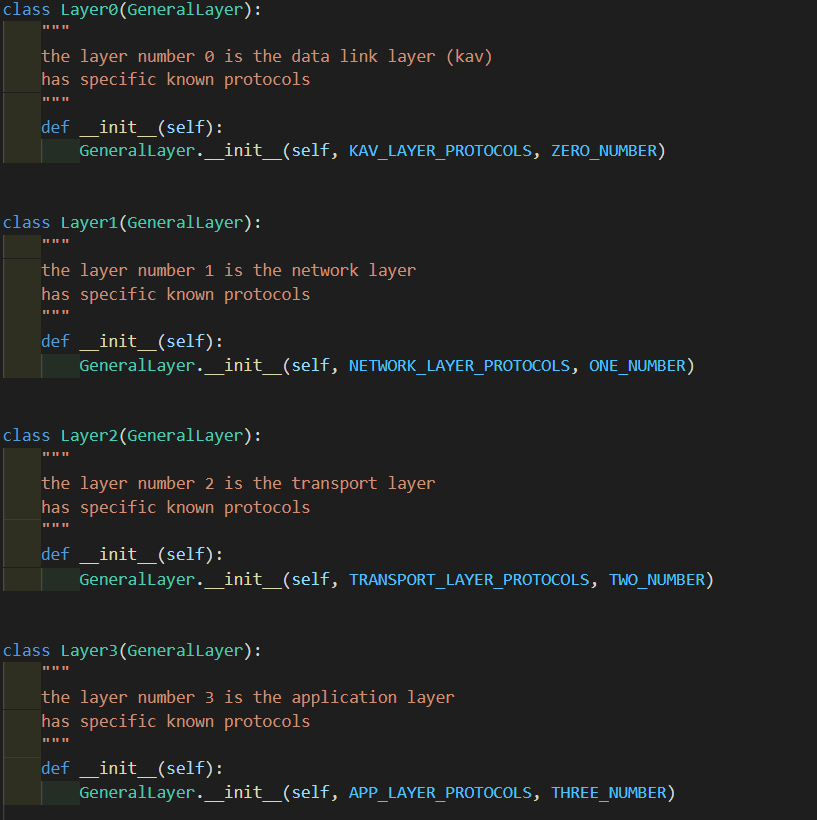 class Layer0(GeneralLayer):
    """
    the layer number 0 is the data link layer (kav)
    has specific known protocols
    """
    def __init__(self):
        GeneralLayer.__init__(self, KAV_LAYER_PROTOCOLS, ZERO_NUMBER)
class Layer1(GeneralLayer):
    """
    the layer number 1 is the network layer
    has specific known protocols
    """
    def __init__(self):
        GeneralLayer.__init__(self, NETWORK_LAYER_PROTOCOLS, ONE_NUMBER)
class Layer2(GeneralLayer):
    """
    the layer number 2 is the transport layer
    has specific known protocols
    """
    def __init__(self):
        GeneralLayer.__init__(self, TRANSPORT_LAYER_PROTOCOLS, TWO_NUMBER)
class Layer3(GeneralLayer):
    """
    the layer number 3 is the application layer
    has specific known protocols
    """
    def __init__(self):
        GeneralLayer.__init__(self, APP_LAYER_PROTOCOLS, THREE_NUMBER)